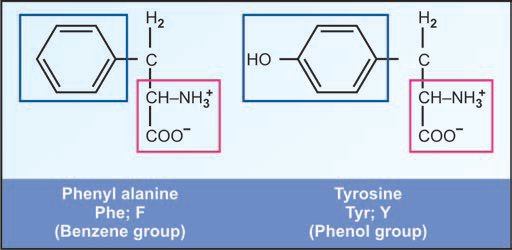 H2
C
CH–NH3+
COO–
Phenyl alanine
Phe; F
(Benzene group)
H2
HO
C
CH–NH3+
COO–
Tyrosine
Tyr; Y
(Phenol group)